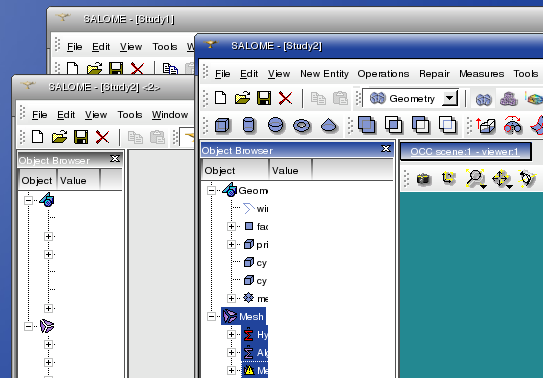 SALOME - [Study1]
File Edit View Tools
SALOME - [Study2]
File Edit View New Entity Operations Repair Measures Tools
Geometry
Object Browser
Object Value
OCC scene:1 - viewer:1
Geom
fac
pri
cy
cy
me
Mesh
Hy
Al
Me
SALOME - [Study2] <2>
File Edit View Tools Window
Object Browser
Object Value